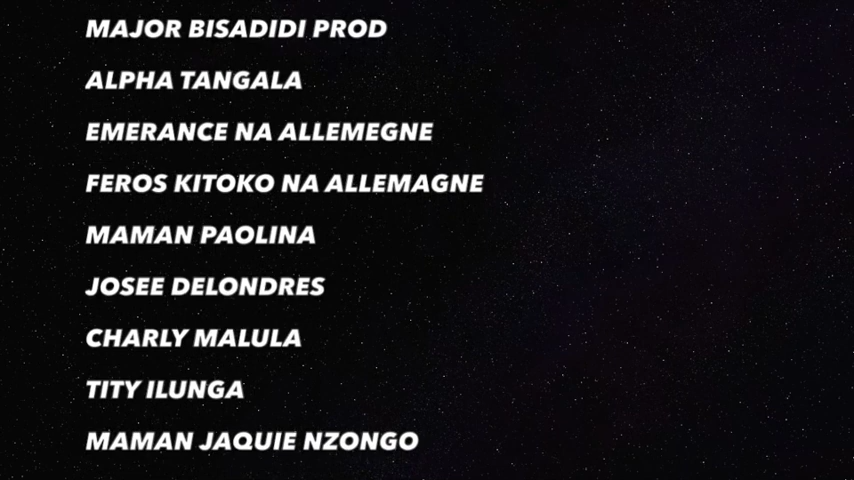 MAJOR BISADIDI PROD
ALPHA TANGALA
EMERANCE NA ALLEMEGNE
FEROS KITOKO NA ALLEMAGNE
MAMAN PAOLINA
JOSEE DELONDRES
CHARLY MALULA
TITY ILUNGA
MAMAN JAQUIE NZONGO